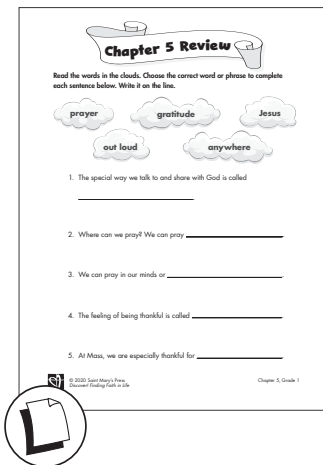 Chapter 5 Review
Read the words in the clouds. Choose the correct word or phrase to complete
each sentence below. Write it on the line.
prayer gratitude Jesus
out loud anywhere
1. The special way we talk to and share with God is called
.
2. Where can we pray? We can pray .
3. We can pray in our minds or .
4. The feeling of being thankful is called .
5. At Mass, we are especially thankful for .
© 2020 Saint Mary's Press
Discover! Finding Faith in Life
Chapter 5, Grade 1